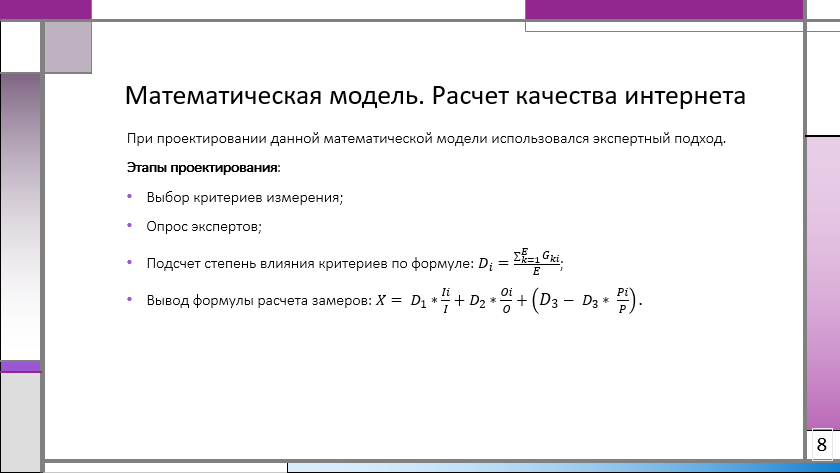 Математическая модель. Расчет качества интернета
При проектировании данной математической модели использовался экспертный подход.
Этапы проектирования:
• Выбор критериев измерения;
• Опрос экспертов;
• Подсчет степень влияния критериев по формуле: $D_i = \frac{\sum_{k=1}^{E} G_{ki}}{E}$;
• Вывод формулы расчета замеров: $X = D_1 * \frac{Ii}{I} + D_2 * \frac{Oi}{O} + \left(D_3 - D_3 * \frac{Pi}{P}\right)$.
8